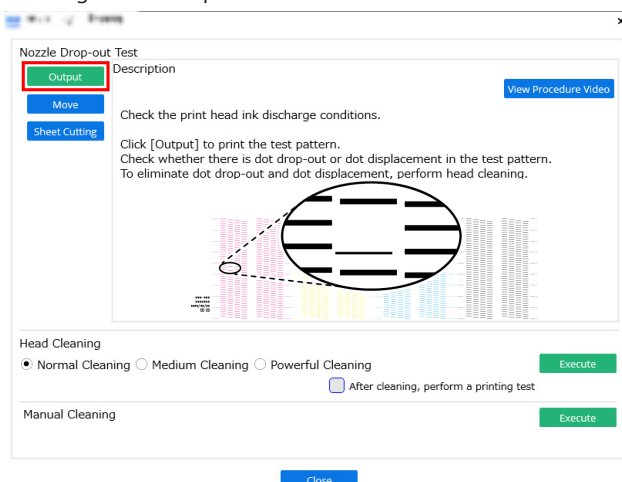 Nozzle Drop-out Test
Output
Description
View Procedure Video
Move
Check the print head ink discharge conditions.
Sheet Cutting
Click [Output] to print the test pattern.
Check whether there is dot drop-out or dot displacement in the test pattern.
To eliminate dot drop-out and dot displacement, perform head cleaning.
Head Cleaning
Normal Cleaning Medium Cleaning Powerful Cleaning
Execute
After cleaning, perform a printing test
Manual Cleaning
Execute
Close